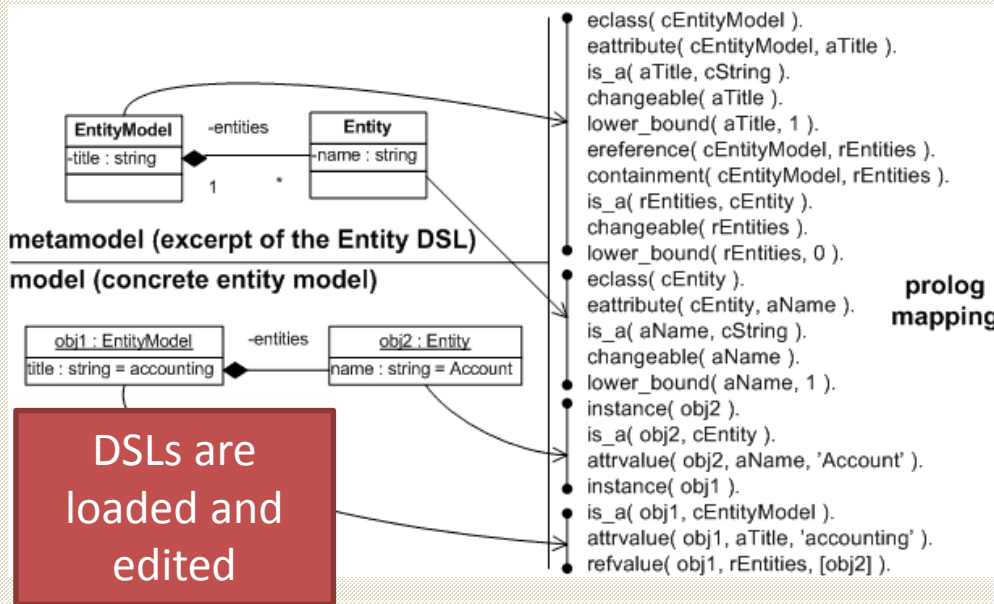 EntityModel
-title : string
-entities
1
*
Entity
-name : string
metamodel (excerpt of the Entity DSL)
model (concrete entity model)
obj1 : EntityModel
title : string = accounting
-entities
obj2 : Entity
name : string = Account
DSLs are
loaded and
edited
eclass( cEntityModel ).
eattribute( cEntityModel, aTitle ).
is_a( aTitle, cString ).
changeable( aTitle ).
lower_bound( aTitle, 1 ).
ereference( cEntityModel, rEntities ).
containment( cEntityModel, rEntities ).
is_a( rEntities, cEntity ).
changeable( rEntities ).
lower_bound( rEntities, 0 ).
eclass( cEntity ).
eattribute( cEntity, aName ).
is_a( aName, cString ).
changeable( aName ).
lower_bound( aName, 1 ).
instance( obj2 ).
is_a( obj2, cEntity ).
attrvalue( obj2, aName, 'Account' ).
instance( obj1 ).
is_a( obj1, cEntityModel ).
attrvalue( obj1, aTitle, 'accounting' ).
refvalue( obj1, rEntities, [obj2] ).
prolog
mapping